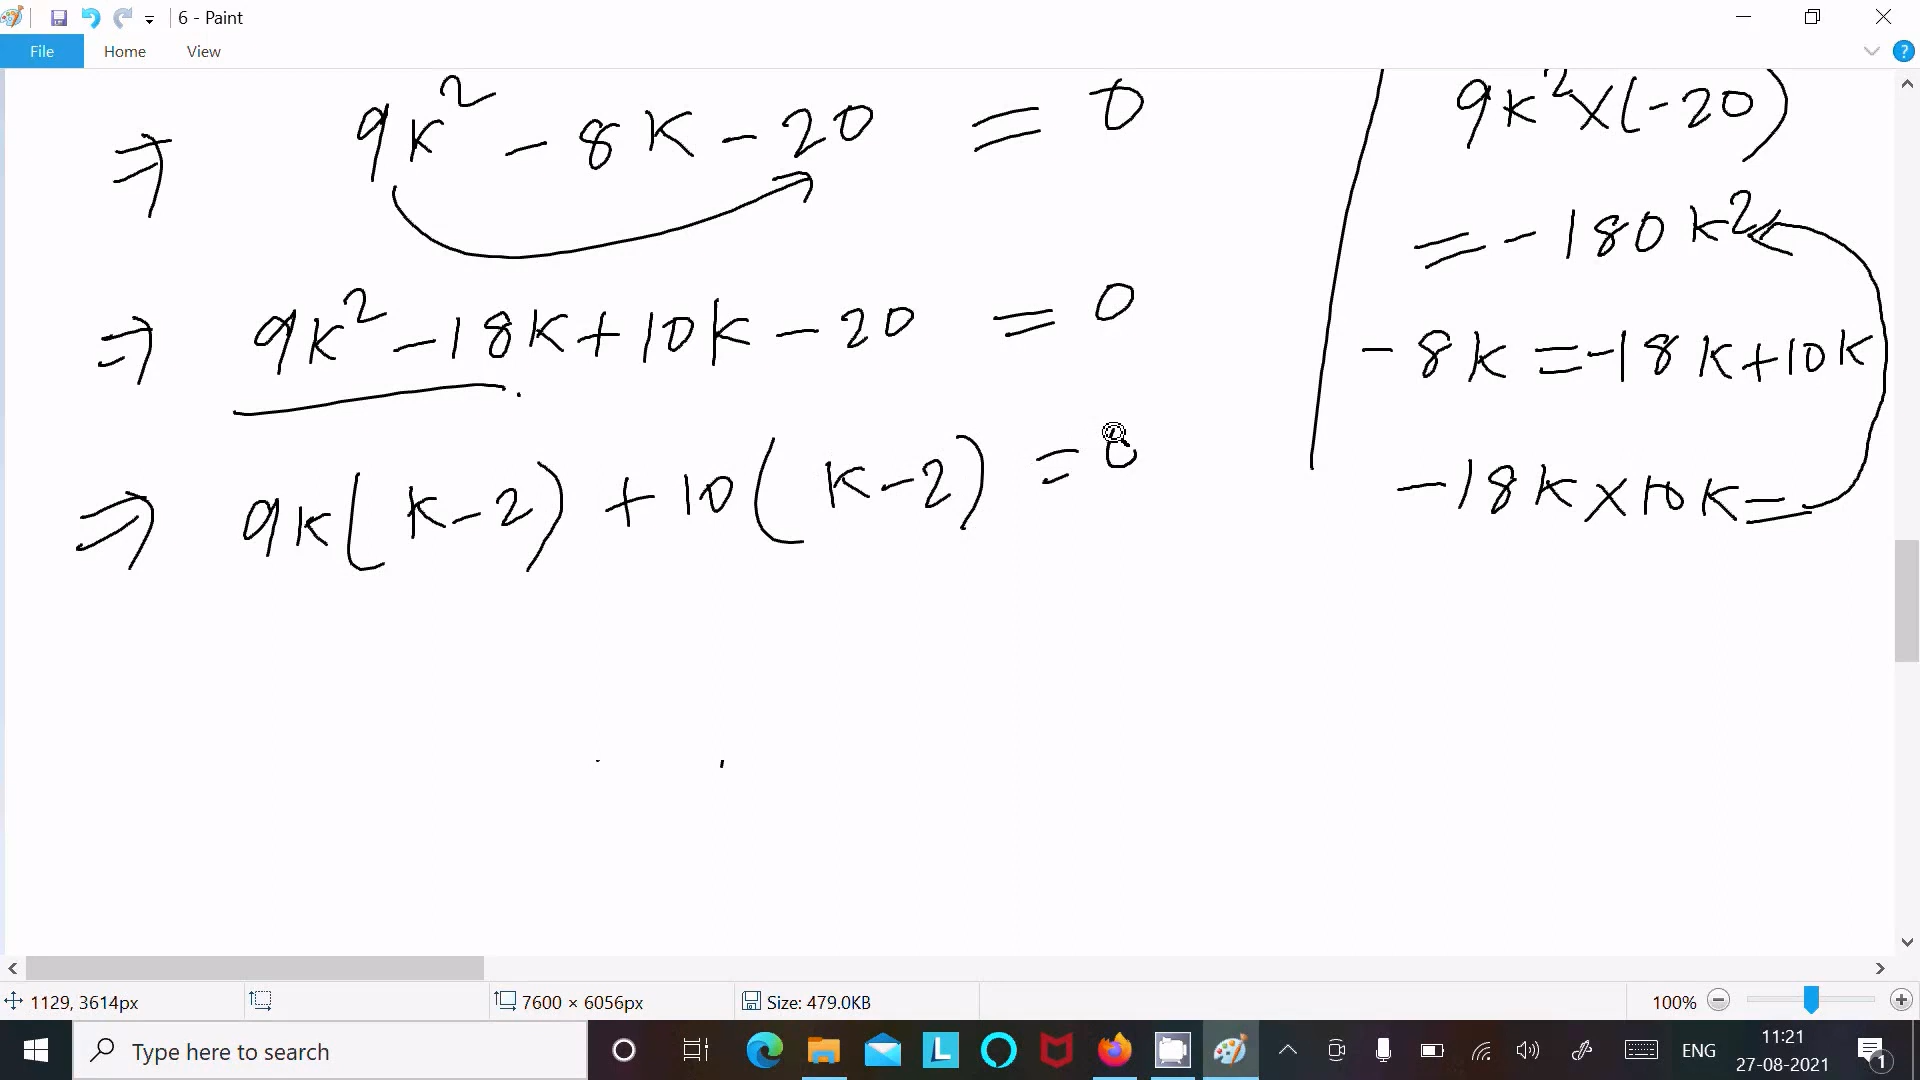 6 - Paint
File Home View
⇒ 9k² - 8k - 20 = 0
⇒ 9k² - 18k + 10k - 20 = 0
⇒ 9k(k-2) + 10(k-2) = 0
9k² × (-20)
= - 180k²
- 8k = -18k + 10k
- 18k × 10k =
1129, 3614px 7600 × 6056px Size: 479.0KB 100%
Type here to search L ENG 11:21
27-08-2021 1